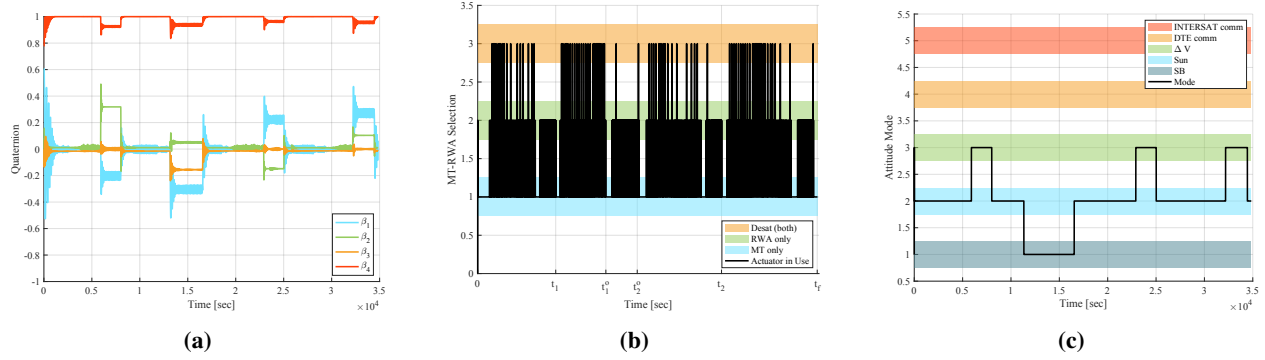 1
0.8
0.6
0.4
0.2
0
-0.2
-0.4
-0.6
-0.8
-1
Quaternion
β1
β2
β3
β4
0 0.5 1 1.5 2 2.5 3 3.5
Time [sec] ×10^4
(a)
3.5
3
2.5
2
1.5
1
0.5
0
MT-RWA Selection
Desat (both)
RWA only
MT only
Actuator in Use
0 t1 t1^o t2^o t2 tf
Time [sec]
(b)
5.5
5
4.5
4
3.5
3
2.5
2
1.5
1
0.5
Attitude Mode
INTERSAT comm
DTE comm
Δ V
Sun
SB
Mode
0 0.5 1 1.5 2 2.5 3 3.5
Time [sec] ×10^4
(c)